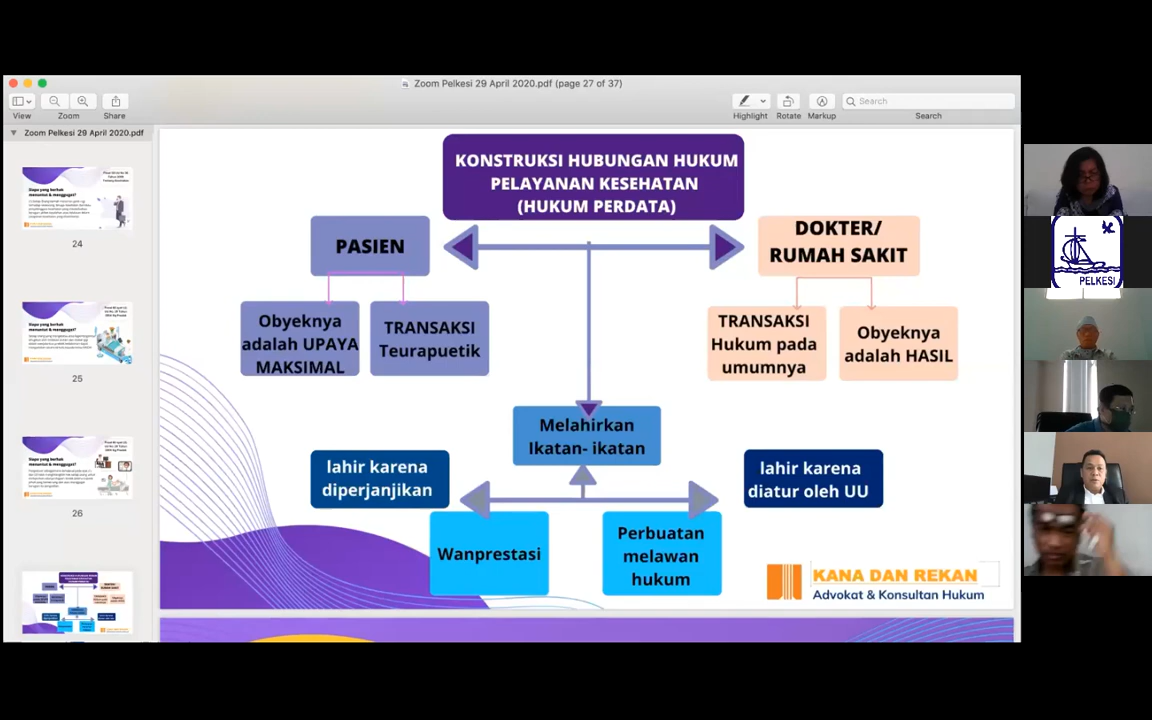 Zoom Pelkesi 29 April 2020.pdf (page 27 of 37)
View
Zoom
Share
Highlight
Rotate
Markup
Search
Search
Zoom Pelkesi 29 April 2020.pdf
24
25
26
KONSTRUKSI HUBUNGAN HUKUM
PELAYANAN KESEHATAN
(HUKUM PERDATA)
PASIEN
DOKTER/
RUMAH SAKIT
Obyeknya
adalah UPAYA
MAKSIMAL
TRANSAKSI
Teurapuetik
TRANSAKSI
Hukum pada
umumnya
Obyeknya
adalah HASIL
Melahirkan
Ikatan- ikatan
lahir karena
diperjanjikan
lahir karena
diatur oleh UU
Wanprestasi
Perbuatan
melawan
hukum
KANA DAN REKAN
Advokat & Konsultan Hukum
PELKESI